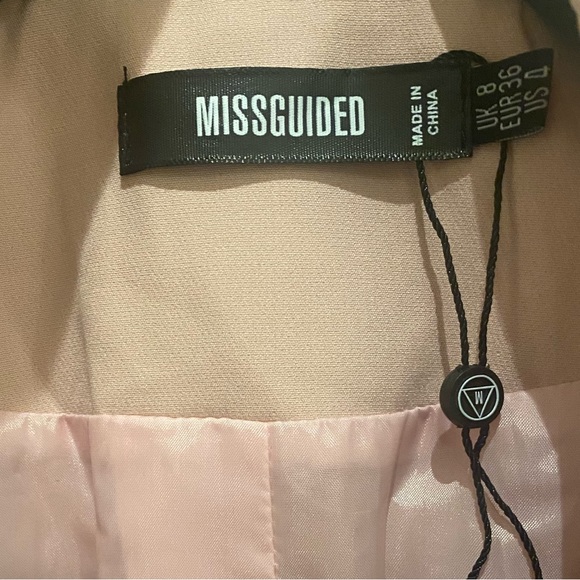 MISSGUIDED
MADE IN
CHINA
UK 8
EUR 36
US 4
M